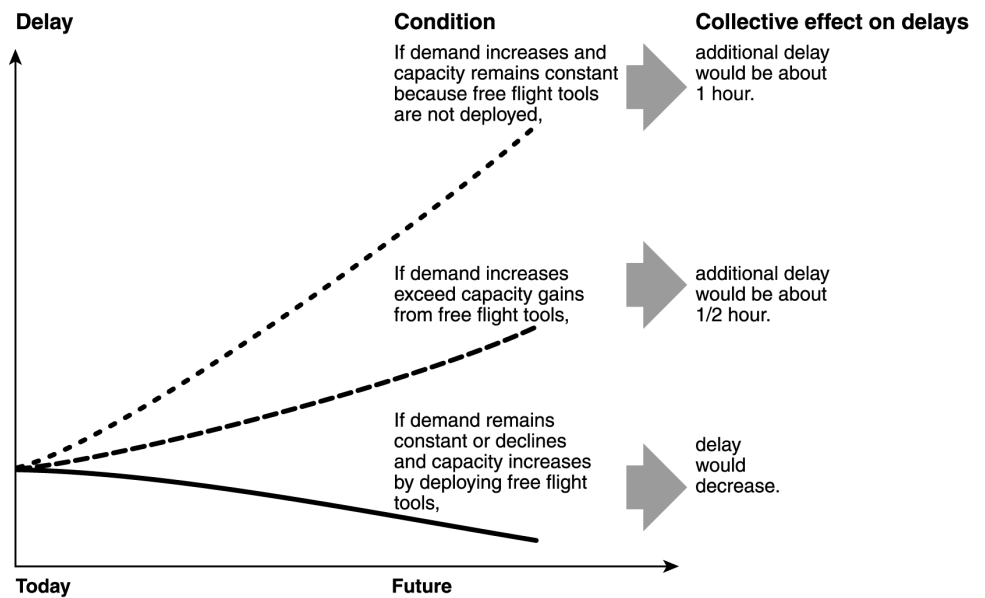 Delay
Condition
Collective effect on delays
If demand increases and
capacity remains constant
because free flight tools
are not deployed,
additional delay
would be about
1 hour.
If demand increases
exceed capacity gains
from free flight tools,
additional delay
would be about
1/2 hour.
If demand remains
constant or declines
and capacity increases
by deploying free flight
tools,
delay
would
decrease.
Today
Future